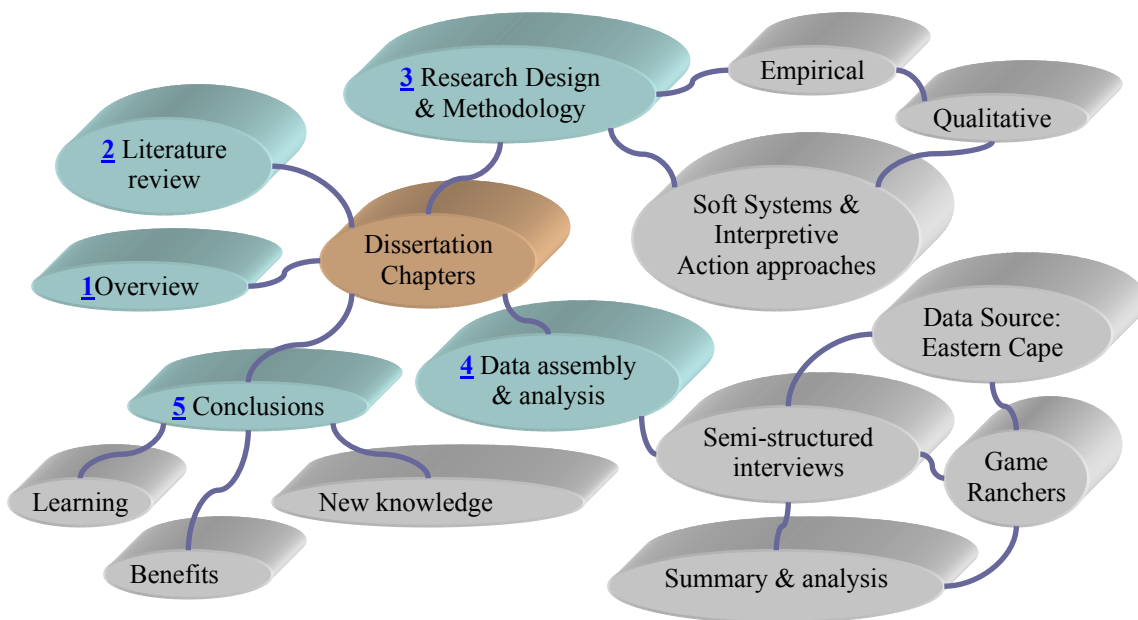 3 Research Design
& Methodology
Empirical
Qualitative
2 Literature
review
Soft Systems &
Interpretive
Action approaches
Dissertation
Chapters
1Overview
Data Source:
Eastern Cape
4 Data assembly
& analysis
5 Conclusions
Semi-structured
interviews
Game
Ranchers
Learning
New knowledge
Benefits
Summary & analysis